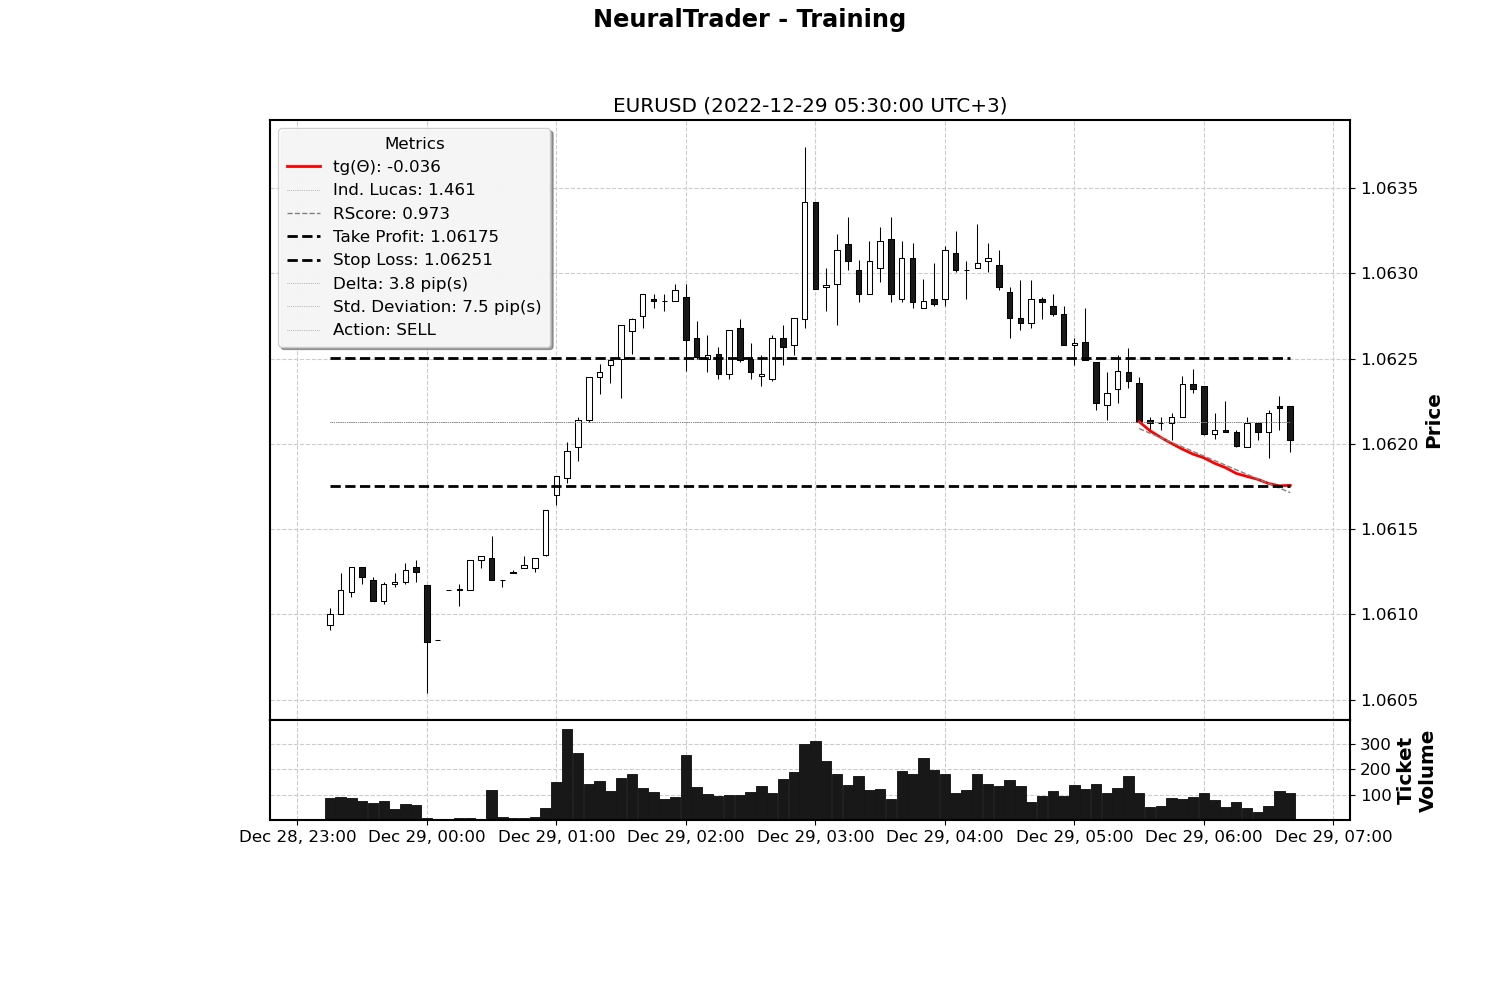 NeuralTrader - Training
EURUSD (2022-12-29 05:30:00 UTC+3)
Metrics
tg(Θ): -0.036
Ind. Lucas: 1.461
RScore: 0.973
Take Profit: 1.06175
Stop Loss: 1.06251
Delta: 3.8 pip(s)
Std. Deviation: 7.5 pip(s)
Action: SELL
1.0635
1.0630
1.0625
1.0620
1.0615
1.0610
1.0605
Price
300
200
100
Ticket
Volume
Dec 28, 23:00 Dec 29, 00:00 Dec 29, 01:00 Dec 29, 02:00 Dec 29, 03:00 Dec 29, 04:00 Dec 29, 05:00 Dec 29, 06:00 Dec 29, 07:00